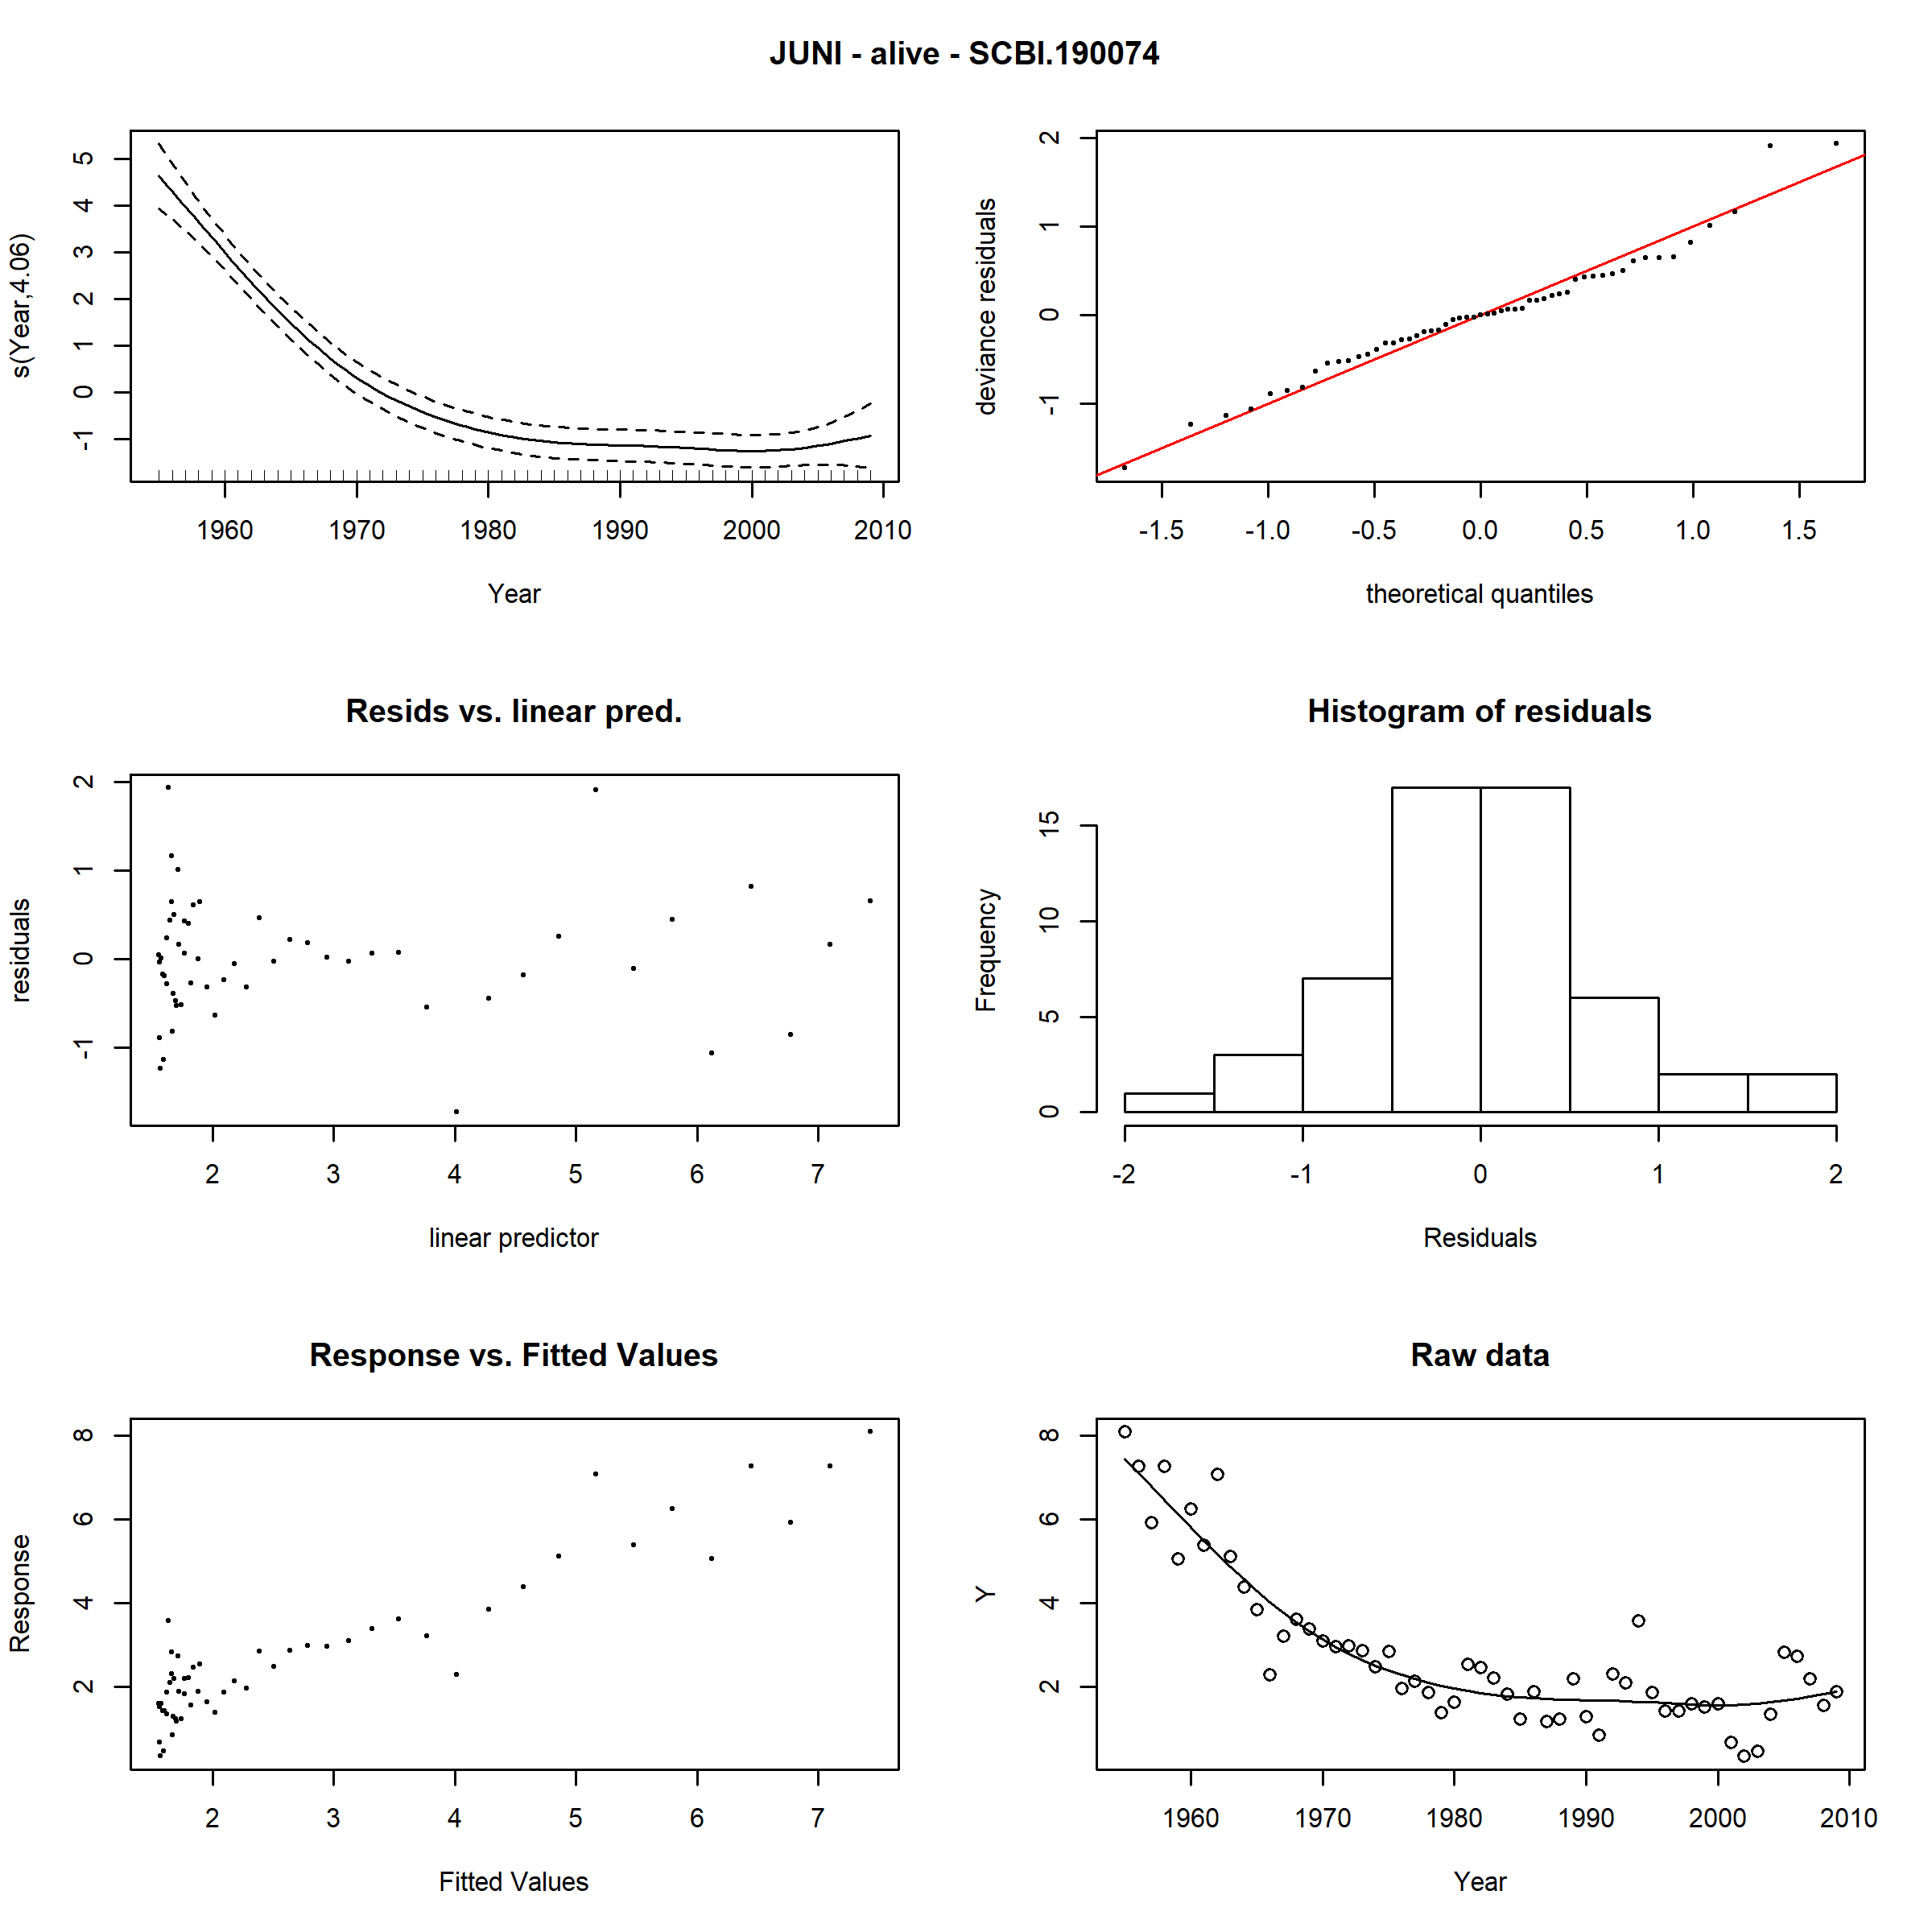 JUNI - alive - SCBI.190074
s(Year,4.06)
5
4
3
2
1
0
-1
1960 1970 1980 1990 2000 2010
Year
deviance residuals
2
1
0
-1
-1.5 -1.0 -0.5 0.0 0.5 1.0 1.5
theoretical quantiles
Resids vs. linear pred.
residuals
2
1
0
-1
2 3 4 5 6 7
linear predictor
Histogram of residuals
Frequency
15
10
5
0
-2 -1 0 1 2
Residuals
Response vs. Fitted Values
Response
8
6
4
2
2 3 4 5 6 7
Fitted Values
Raw data
Y
8
6
4
2
1960 1970 1980 1990 2000 2010
Year